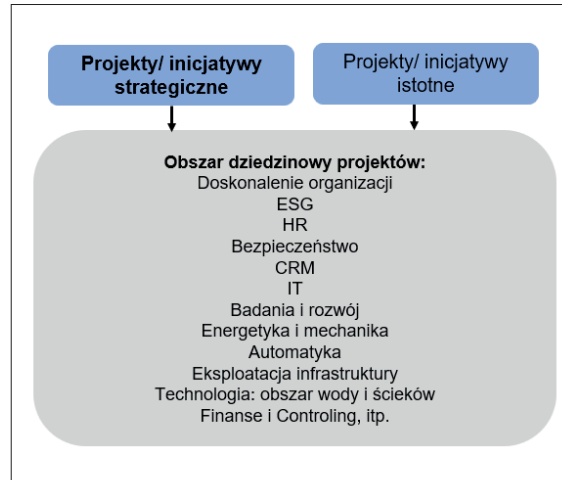 Projekty/ inicjatywy
strategiczne
Projekty/ inicjatywy
istotne
Obszar dziedzinowy projektów:
Doskonalenie organizacji
ESG
HR
Bezpieczeństwo
CRM
IT
Badania i rozwój
Energetyka i mechanika
Automatyka
Eksploatacja infrastruktury
Technologia: obszar wody i ścieków
Finanse i Controling, itp.